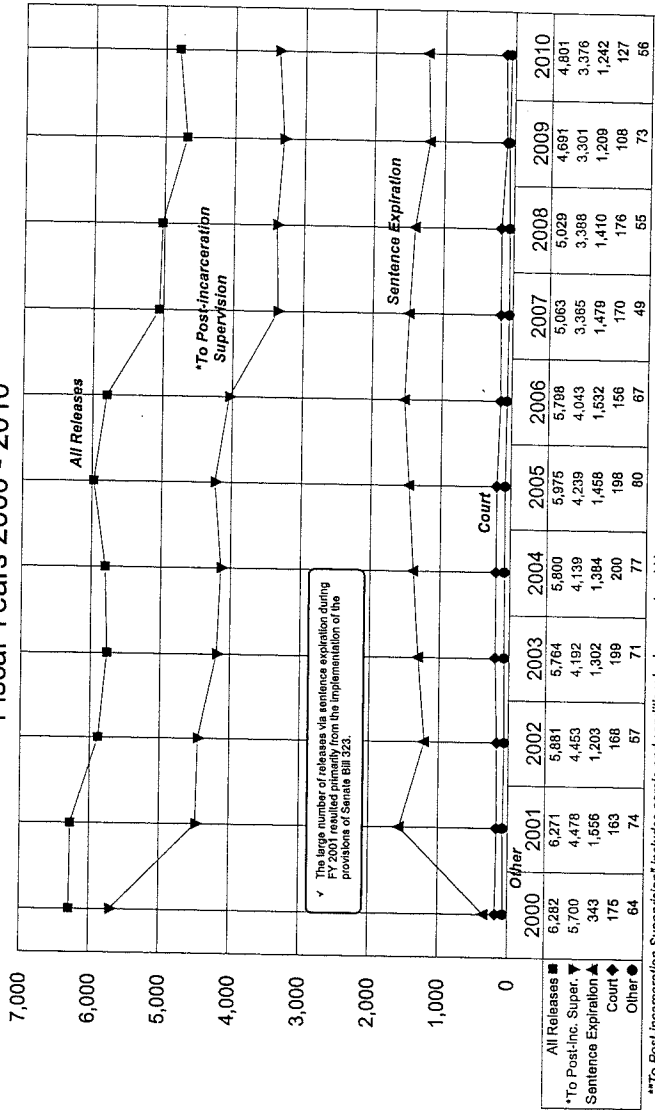 7,000
6,000
5,000
4,000
3,000
2,000
1,000
0
All Releases
*To Post-Incarceration
Supervision
✓ The large number of releases via sentence expiration during
FY 2001 resulted primarily from the implementation of the
provisions of Senate Bill 323.
Sentence Expiration
Court
Other
2000 2001 2002 2003 2004 2005 2006 2007 2008 2009 2010
All Releases ■ 6,282 6,271 5,881 5,764 5,800 5,975 5,798 5,063 5,029 4,691 4,801
*To Post-Inc. Super. ▼ 5,700 4,478 4,453 4,192 4,139 4,239 4,043 3,365 3,388 3,301 3,376
Sentence Expiration ▲ 343 1,556 1,203 1,302 1,384 1,458 1,532 1,479 1,410 1,209 1,242
Court ◆ 175 163 168 199 200 198 156 170 176 108 127
Other ● 64 74 57 71 77 80 67 49 55 73 56
**To Post-Incarceration Supervision" includes